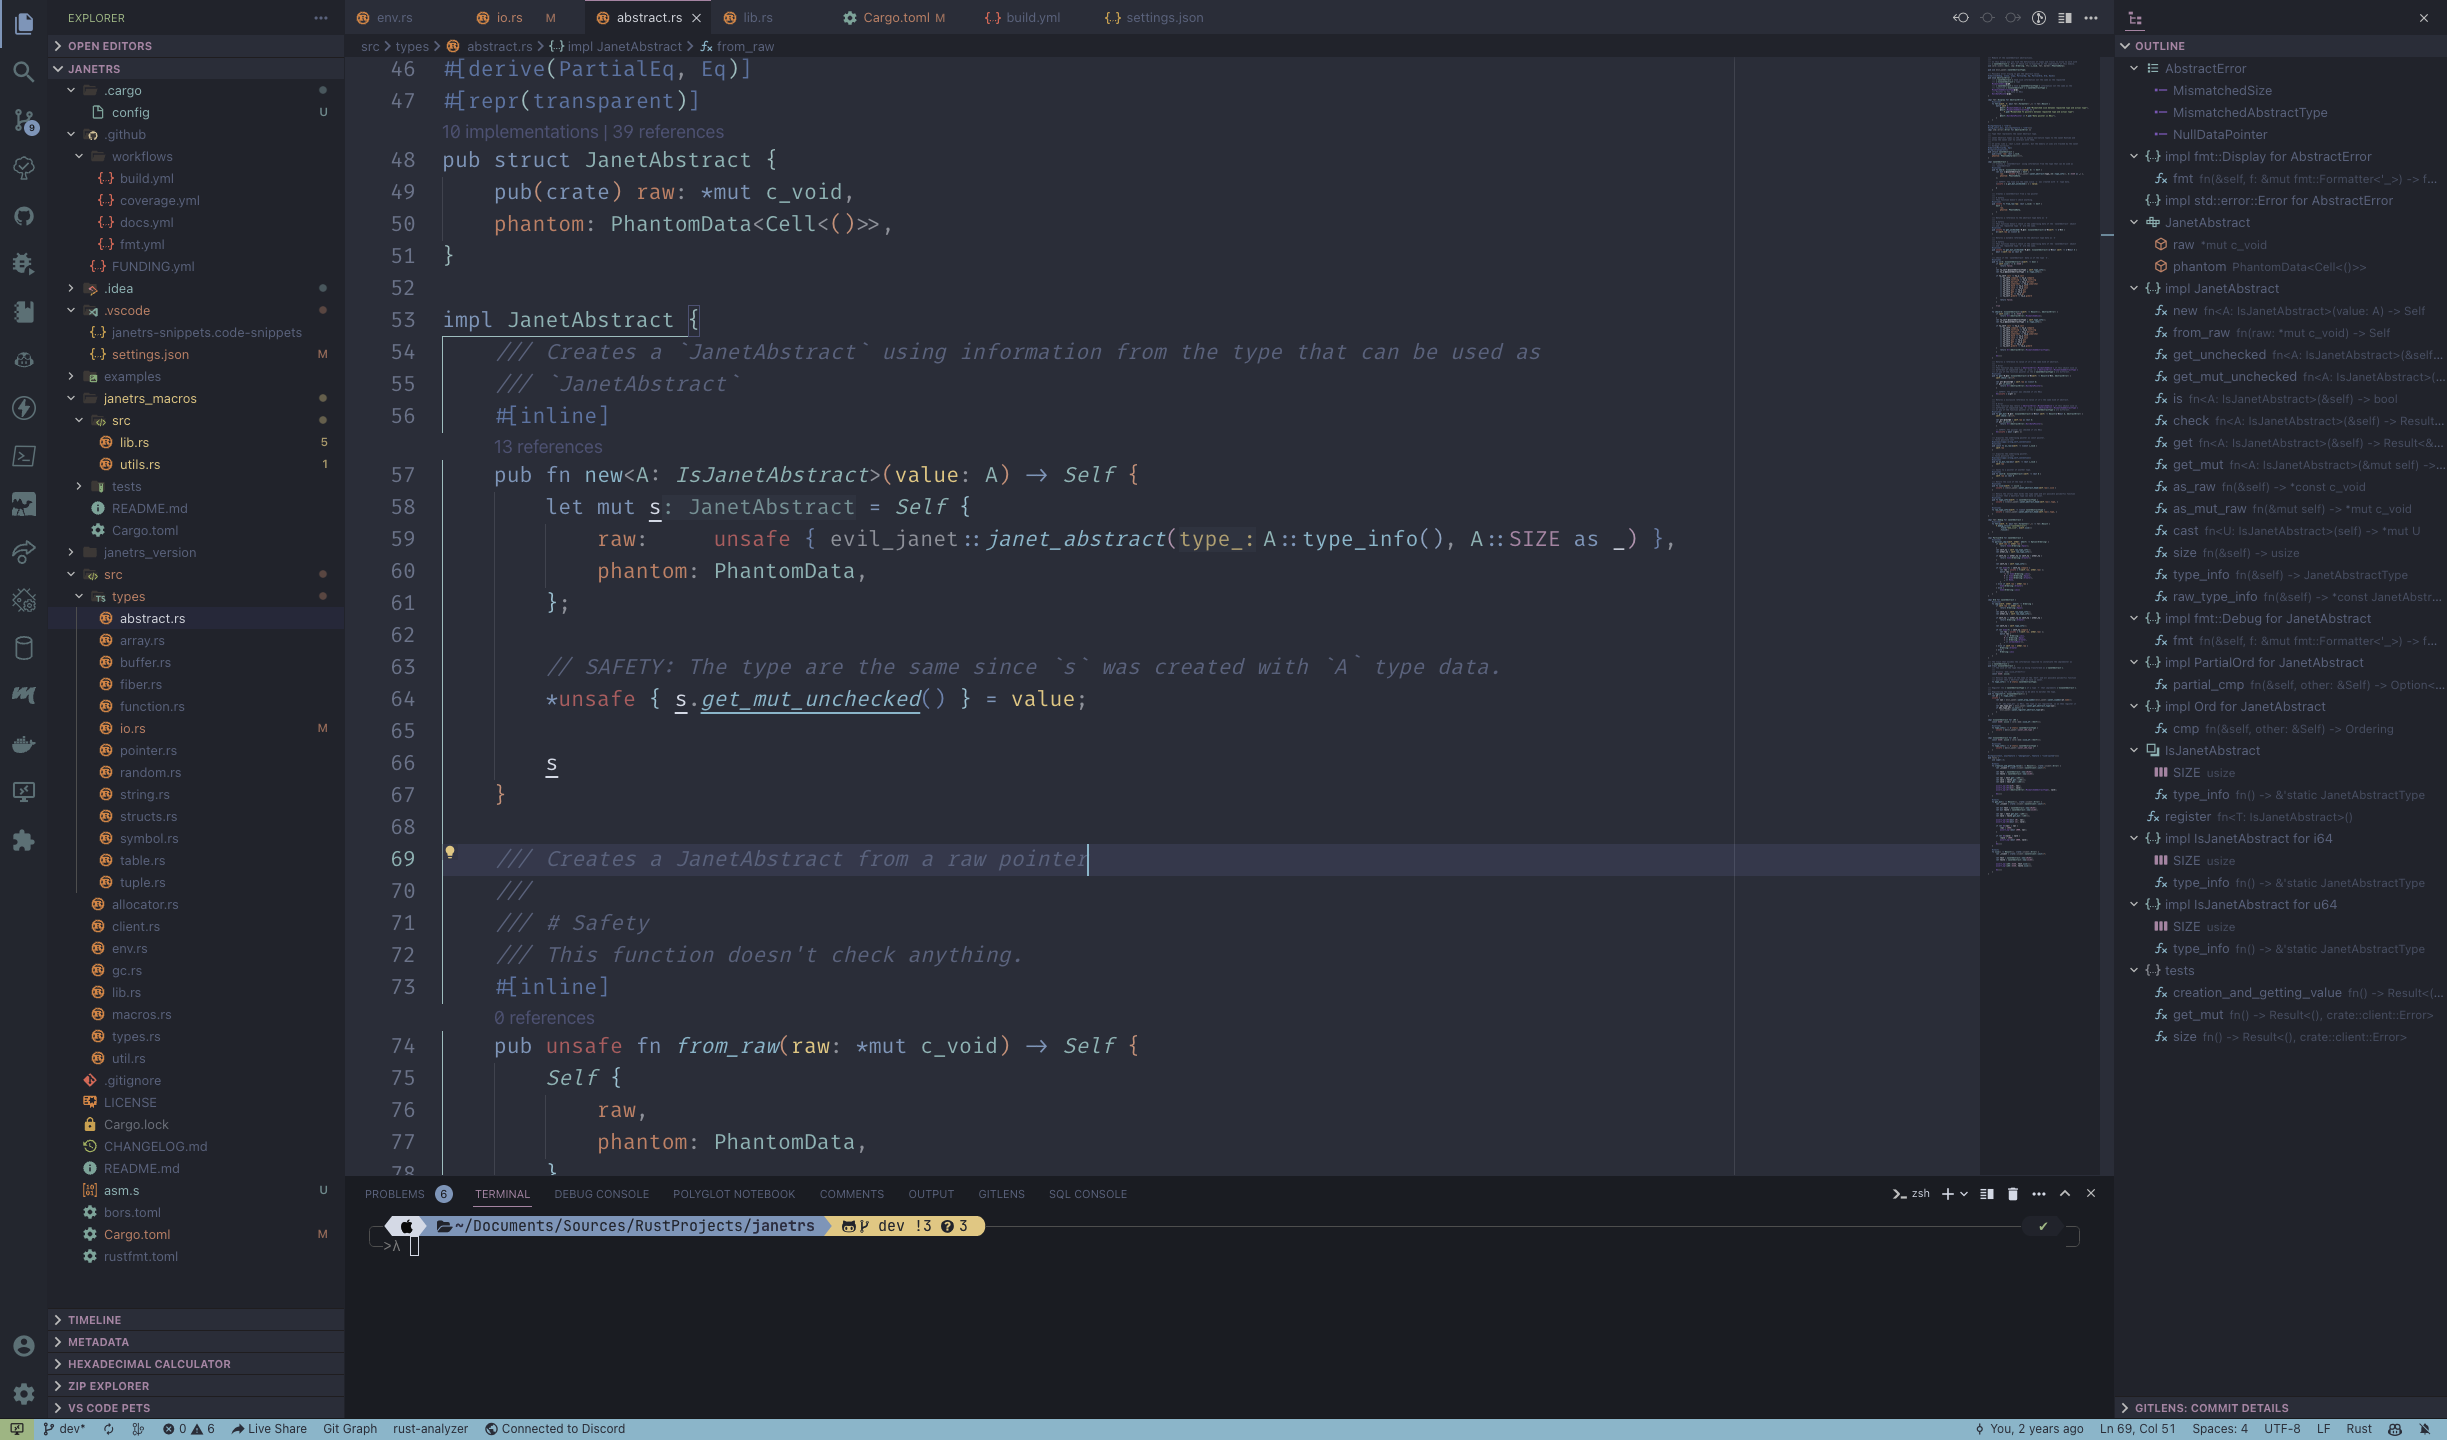 EXPLORER
OPEN EDITORS
JANETRS
.cargo
config U
.github
workflows
build.yml
coverage.yml
docs.yml
fmt.yml
FUNDING.yml
.idea
.vscode
janetrs-snippets.code-snippets
settings.json M
examples
janetrs_macros
src
lib.rs 5
utils.rs 1
tests
README.md
Cargo.toml
janetrs_version
src
types
abstract.rs
array.rs
buffer.rs
fiber.rs
function.rs
io.rs M
pointer.rs
random.rs
string.rs
structs.rs
symbol.rs
table.rs
tuple.rs
allocator.rs
client.rs
env.rs
gc.rs
lib.rs
macros.rs
types.rs
util.rs
.gitignore
LICENSE
Cargo.lock
CHANGELOG.md
README.md
asm.s U
bors.toml
Cargo.toml M
rustfmt.toml
TIMELINE
METADATA
HEXADECIMAL CALCULATOR
ZIP EXPLORER
VS CODE PETS
9
env.rs io.rs M abstract.rs lib.rs Cargo.toml M build.yml settings.json
src > types > abstract.rs > impl JanetAbstract > from_raw
46 #[derive(PartialEq, Eq)]
47 #[repr(transparent)]
10 implementations | 39 references
48 pub struct JanetAbstract {
49 pub(crate) raw: *mut c_void,
50 phantom: PhantomData<Cell<()>>,
51 }
52
53 impl JanetAbstract {
54 /// Creates a `JanetAbstract` using information from the type that can be used as
55 /// `JanetAbstract`
56 #[inline]
13 references
57 pub fn new<A: IsJanetAbstract>(value: A) -> Self {
58 let mut s: JanetAbstract = Self {
59 raw: unsafe { evil_janet::janet_abstract(type_: A::type_info(), A::SIZE as _) },
60 phantom: PhantomData,
61 };
62
63 // SAFETY: The type are the same since `s` was created with `A` type data.
64 *unsafe { s.get_mut_unchecked() } = value;
65
66 s
67 }
68
69 /// Creates a JanetAbstract from a raw pointer
70 ///
71 /// # Safety
72 /// This function doesn't check anything.
73 #[inline]
0 references
74 pub unsafe fn from_raw(raw: *mut c_void) -> Self {
75 Self {
76 raw,
77 phantom: PhantomData,
78 }
PROBLEMS 6 TERMINAL DEBUG CONSOLE POLYGLOT NOTEBOOK COMMENTS OUTPUT GITLENS SQL CONSOLE
zsh
~/Documents/Sources/RustProjects/janetrs dev !3 ?3 ✔
>λ
OUTLINE
AbstractError
MismatchedSize
MismatchedAbstractType
NullDataPointer
impl fmt::Display for AbstractError
fmt fn(&self, f: &mut fmt::Formatter<'_>) -> f...
impl std::error::Error for AbstractError
JanetAbstract
raw *mut c_void
phantom PhantomData<Cell<()>>
impl JanetAbstract
new fn<A: IsJanetAbstract>(value: A) -> Self
from_raw fn(raw: *mut c_void) -> Self
get_unchecked fn<A: IsJanetAbstract>(&self...
get_mut_unchecked fn<A: IsJanetAbstract>(...
is fn<A: IsJanetAbstract>(&self) -> bool
check fn<A: IsJanetAbstract>(&self) -> Result...
get fn<A: IsJanetAbstract>(&self) -> Result<&...
get_mut fn<A: IsJanetAbstract>(&mut self) ->...
as_raw fn(&self) -> *const c_void
as_mut_raw fn(&mut self) -> *mut c_void
cast fn<U: IsJanetAbstract>(self) -> *mut U
size fn(&self) -> usize
type_info fn(&self) -> JanetAbstractType
raw_type_info fn(&self) -> *const JanetAbstr...
impl fmt::Debug for JanetAbstract
fmt fn(&self, f: &mut fmt::Formatter<'_>) -> f...
impl PartialOrd for JanetAbstract
partial_cmp fn(&self, other: &Self) -> Option<...
impl Ord for JanetAbstract
cmp fn(&self, other: &Self) -> Ordering
IsJanetAbstract
SIZE usize
type_info fn() -> &'static JanetAbstractType
register fn<T: IsJanetAbstract>()
impl IsJanetAbstract for i64
SIZE usize
type_info fn() -> &'static JanetAbstractType
impl IsJanetAbstract for u64
SIZE usize
type_info fn() -> &'static JanetAbstractType
tests
creation_and_getting_value fn() -> Result<(...
get_mut fn() -> Result<(), crate::client::Error>
size fn() -> Result<(), crate::client::Error>
GITLENS: COMMIT DETAILS
dev* 0 6 Live Share Git Graph rust-analyzer Connected to Discord You, 2 years ago Ln 69, Col 51 Spaces: 4 UTF-8 LF Rust